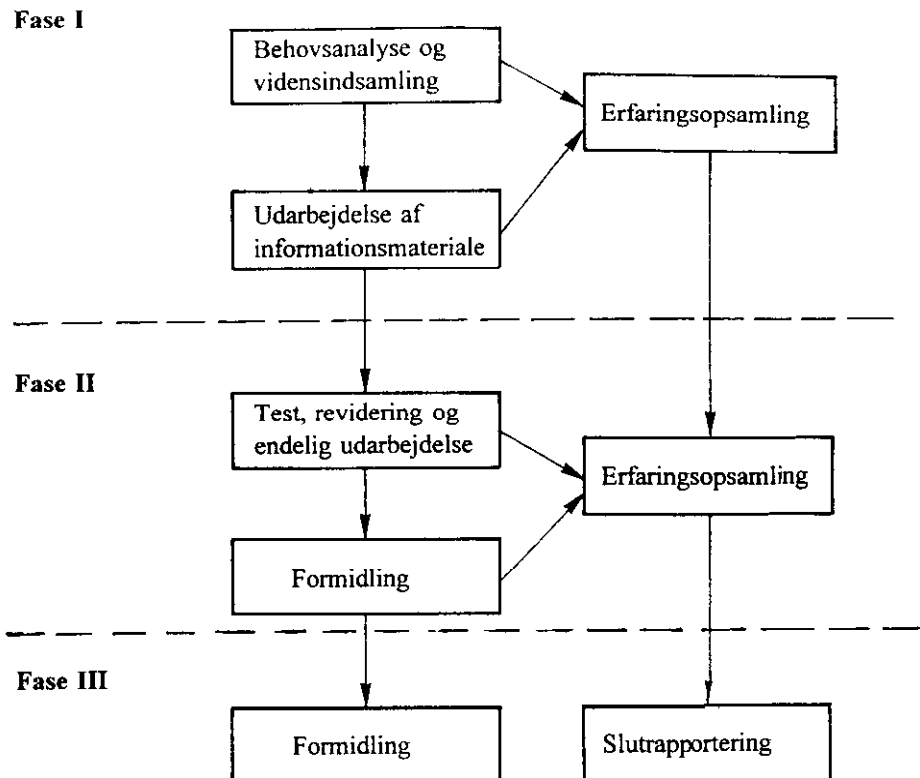 Fase I
Behovsanalyse og
vidensindsamling
Erfaringsopsamling
Udarbejdelse af
informationsmateriale
Fase II
Test, revidering og
endelig udarbejdelse
Erfaringsopsamling
Formidling
Fase III
Formidling
Slutrapportering